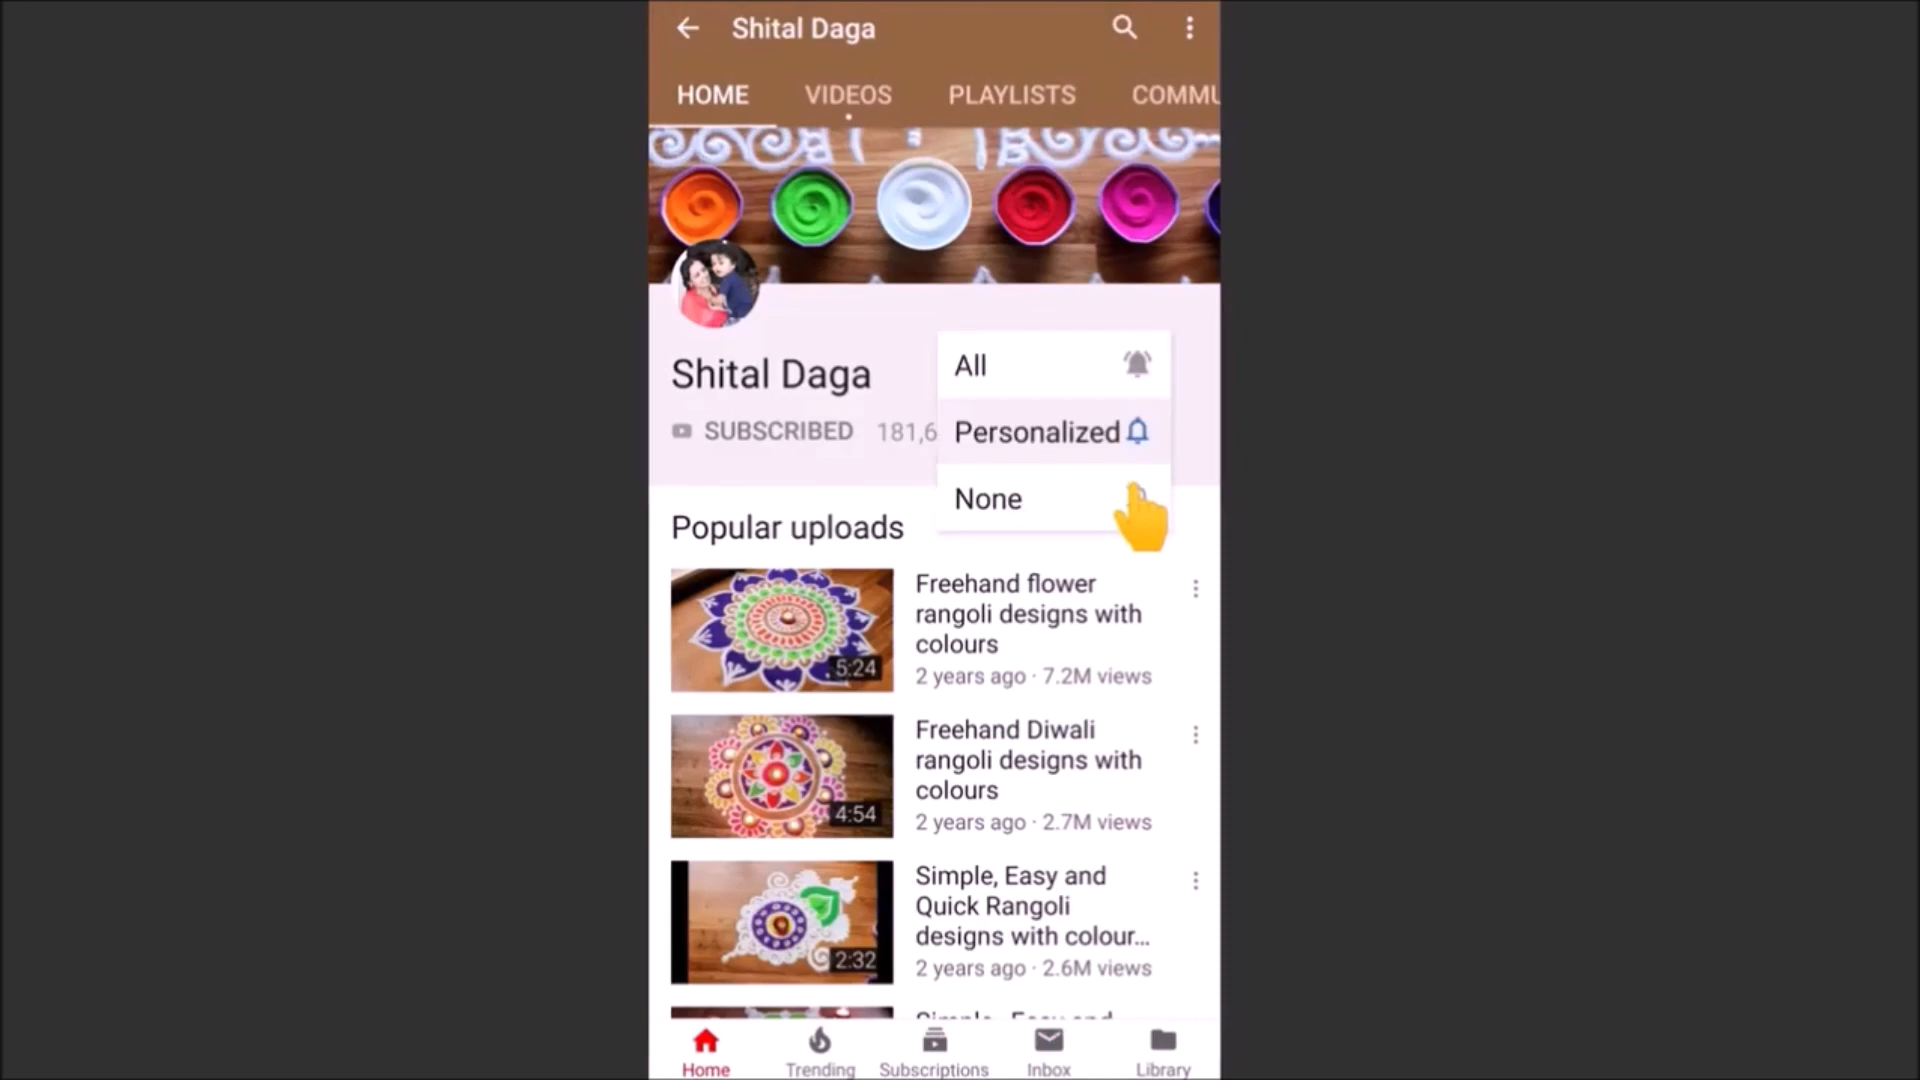 Shital Daga
HOME VIDEOS PLAYLISTS COMMU
Shital Daga
SUBSCRIBED 181,6
All
Personalized
None
Popular uploads
Freehand flower
rangoli designs with
colours
2 years ago · 7.2M views
5:24
Freehand Diwali
rangoli designs with
colours
2 years ago · 2.7M views
4:54
Simple, Easy and
Quick Rangoli
designs with colour...
2 years ago · 2.6M views
2:32
Simple, Easy and
Home Trending Subscriptions Inbox Library